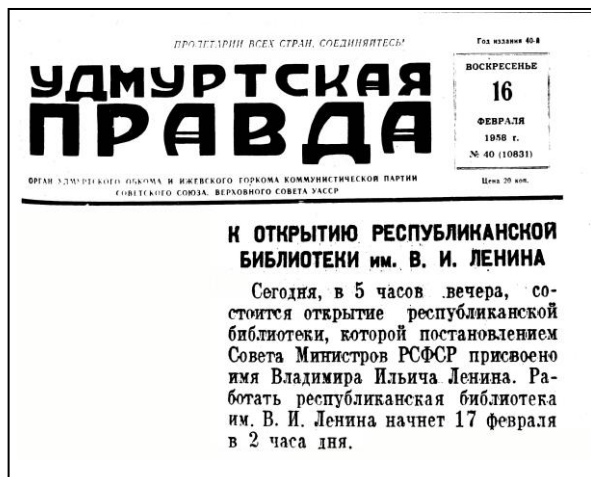 ПРОЛЕТАРИИ ВСЕХ СТРАН, СОЕДИНЯЙТЕСЬ!
УДМУРТСКАЯ
ПРАВДА
ОРГАН УДМУРТСКОГО ОБКОМА И ИЖЕВСКОГО ГОРКОМА КОММУНИСТИЧЕСКОЙ ПАРТИИ
СОВЕТСКОГО СОЮЗА, ВЕРХОВНОГО СОВЕТА УАССР
Год издания 40-й
ВОСКРЕСЕНЬЕ
16
ФЕВРАЛЯ
1958 г.
№ 40 (10831)
Цена 20 коп.
К ОТКРЫТИЮ РЕСПУБЛИКАНСКОЙ
БИБЛИОТЕКИ им. В. И. ЛЕНИНА
Сегодня, в 5 часов вечера, со-
стоится открытие республиканской
библиотеки, которой постановлением
Совета Министров РСФСР присвоено
имя Владимира Ильича Ленина. Ра-
ботать республиканская библиотека
им. В. И. Ленина начнет 17 февраля
в 2 часа дня.